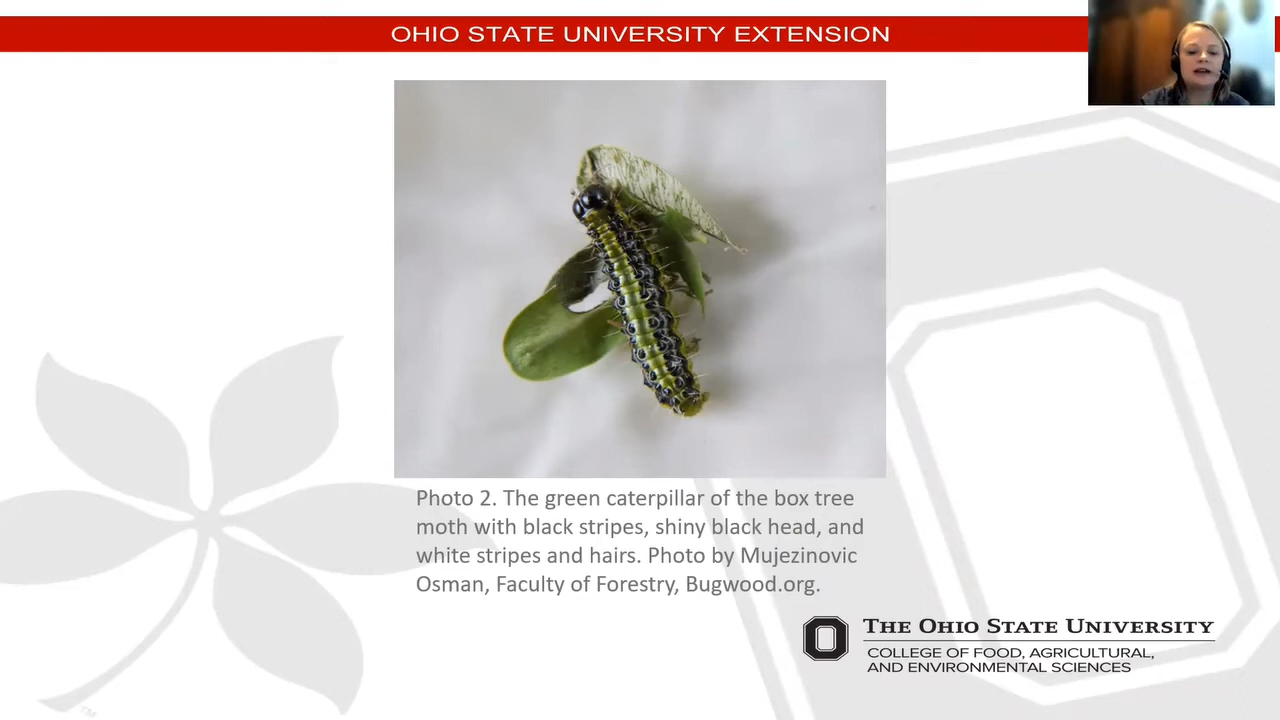 OHIO STATE UNIVERSITY EXTENSION
Photo 2. The green caterpillar of the box tree
moth with black stripes, shiny black head, and
white stripes and hairs. Photo by Mujezinovic
Osman, Faculty of Forestry, Bugwood.org.
THE OHIO STATE UNIVERSITY
COLLEGE OF FOOD, AGRICULTURAL,
AND ENVIRONMENTAL SCIENCES
TM